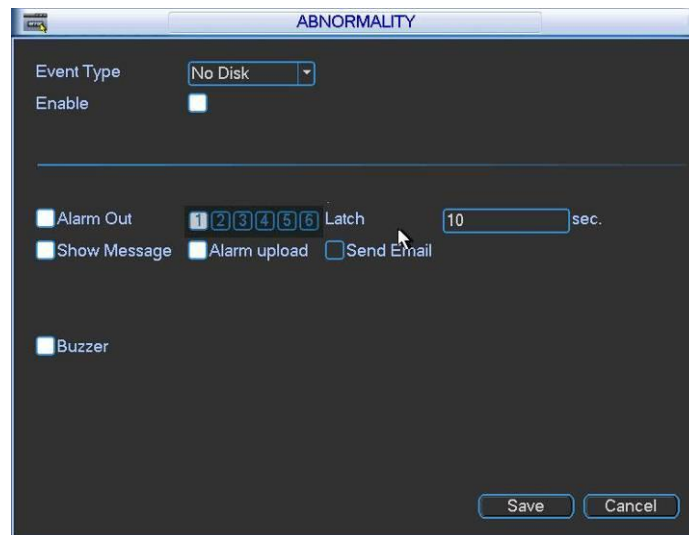 ABNORMALITY
Event Type No Disk
Enable
Alarm Out 1 2 3 4 5 6 Latch 10 sec.
Show Message Alarm upload Send Email
Buzzer
Save Cancel